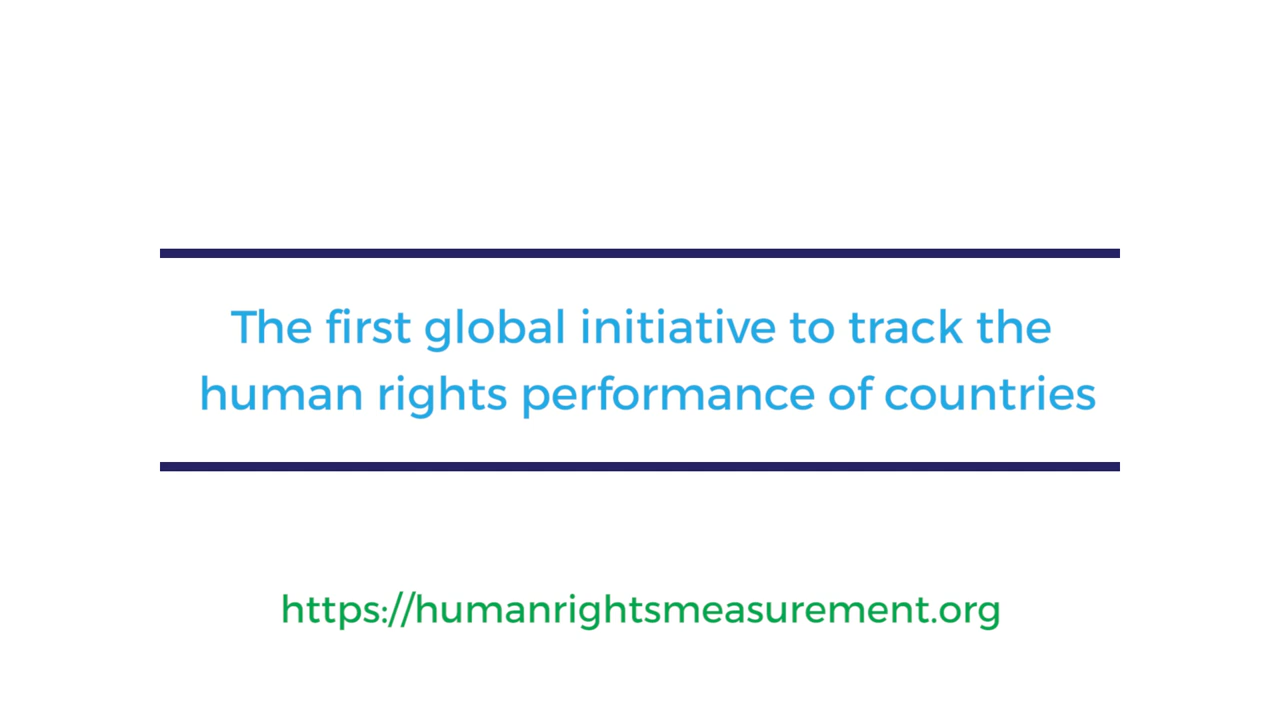 The first global initiative to track the
human rights performance of countries
https://humanrightsmeasurement.org